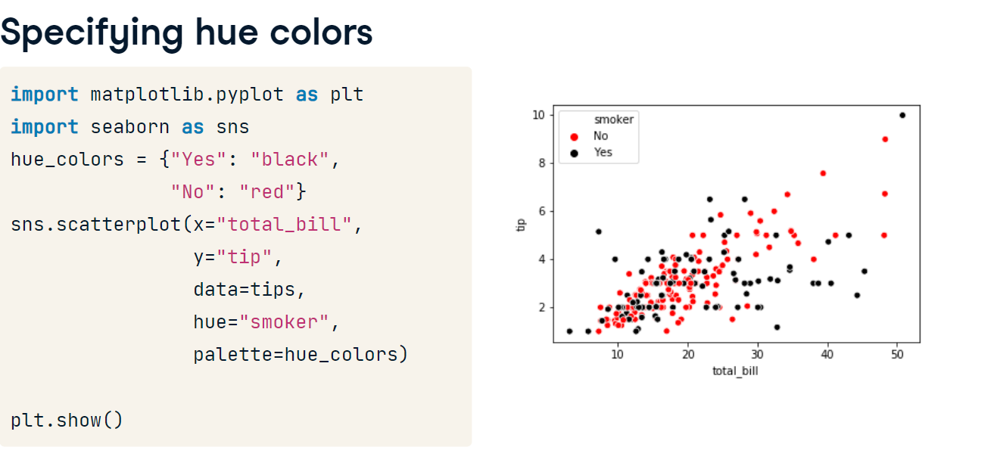 Specifying hue colors
import matplotlib.pyplot as plt
import seaborn as sns
hue_colors = {"Yes": "black",
              "No": "red"}
sns.scatterplot(x="total_bill",
                y="tip",
                data=tips,
                hue="smoker",
                palette=hue_colors)
plt.show()
smoker
No
Yes
10
8
6
4
2
tip
10 20 30 40 50
total_bill